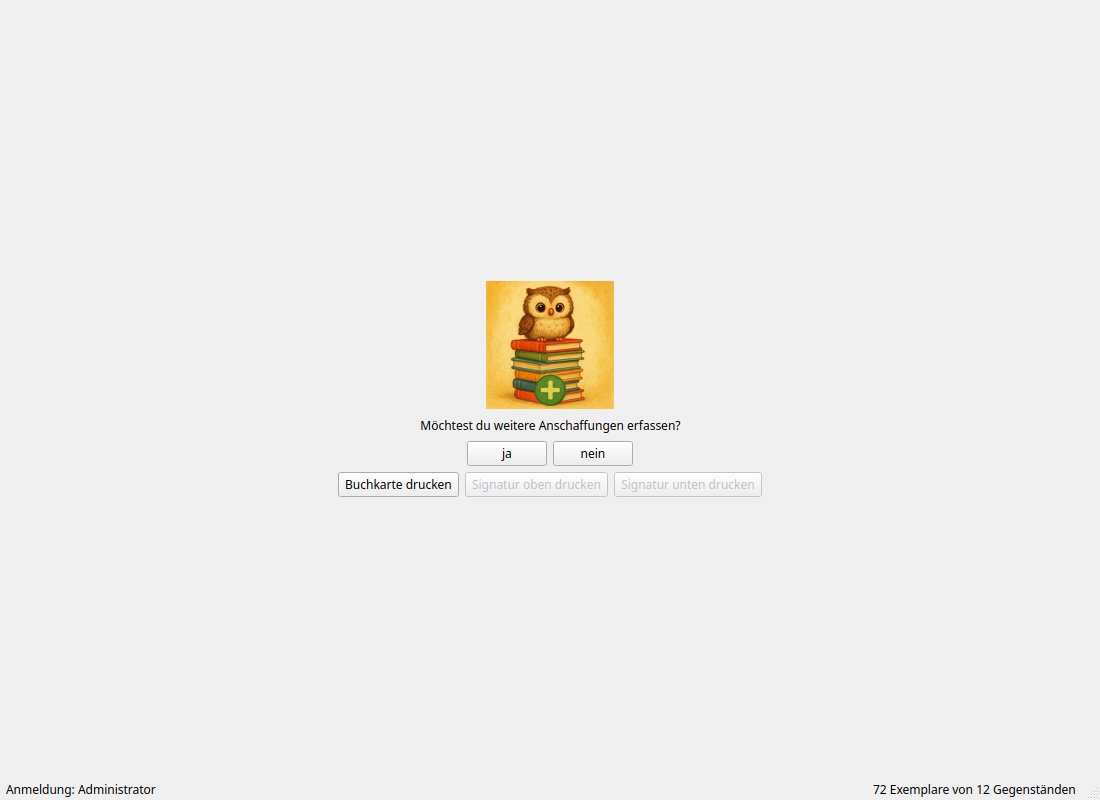 Möchtest du weitere Anschaffungen erfassen?
ja nein
Buchkarte drucken Signatur oben drucken Signatur unten drucken
Anmeldung: Administrator 72 Exemplare von 12 Gegenständen